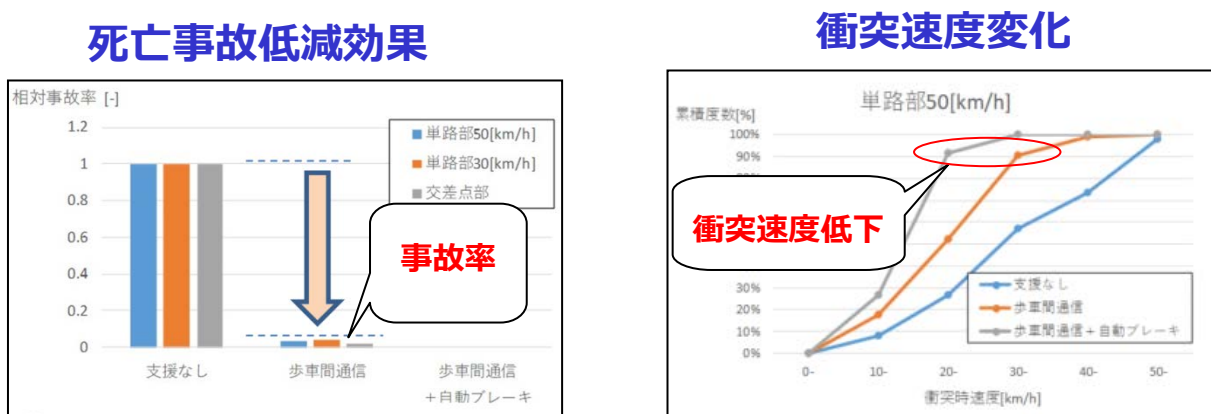 死亡事故低減効果
相対事故率 [-]
1.2
1
0.8
0.6
0.4
0.2
0
単路部50[km/h]
単路部30[km/h]
交差点部
事故率
支援なし
歩車間通信
歩車間通信
+自動ブレーキ
衝突速度変化
単路部50[km/h]
累積度数[%]
100%
90%
30%
20%
10%
0%
衝突速度低下
支援なし
歩車間通信
歩車間通信+自動ブレーキ
0-
10-
20-
30-
40-
50-
衝突時速度[km/h]